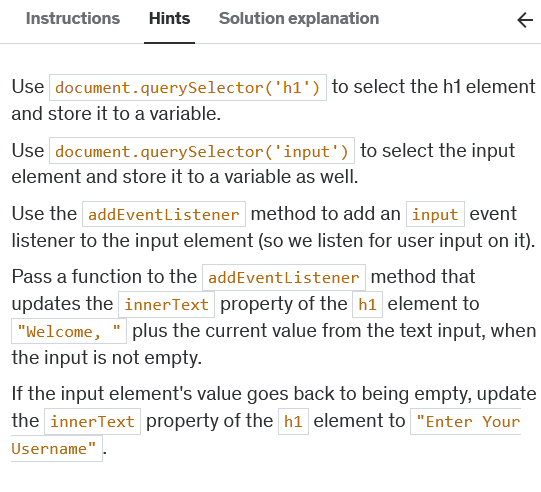 Instructions Hints Solution explanation
Use document.querySelector('h1') to select the h1 element
and store it to a variable.
Use document.querySelector('input') to select the input
element and store it to a variable as well.
Use the addEventListener method to add an input event
listener to the input element (so we listen for user input on it).
Pass a function to the addEventListener method that
updates the innerText property of the h1 element to
"Welcome, " plus the current value from the text input, when
the input is not empty.
If the input element's value goes back to being empty, update
the innerText property of the h1 element to "Enter Your
Username".